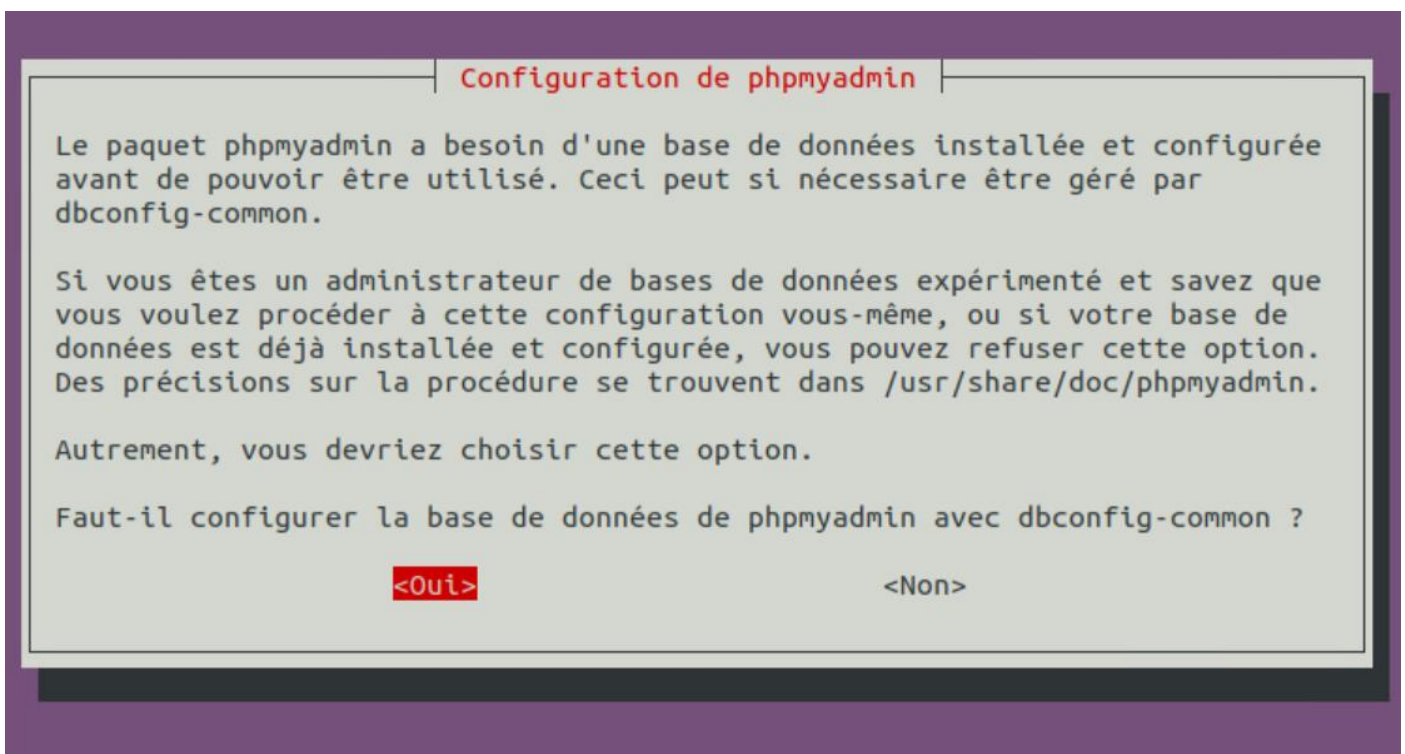 Configuration de phpmyadmin
Le paquet phpmyadmin a besoin d'une base de données installée et configurée
avant de pouvoir être utilisé. Ceci peut si nécessaire être géré par
dbconfig-common.
Si vous êtes un administrateur de bases de données expérimenté et savez que
vous voulez procéder à cette configuration vous-même, ou si votre base de
données est déjà installée et configurée, vous pouvez refuser cette option.
Des précisions sur la procédure se trouvent dans /usr/share/doc/phpmyadmin.
Autrement, vous devriez choisir cette option.
Faut-il configurer la base de données de phpmyadmin avec dbconfig-common ?
<Oui> <Non>